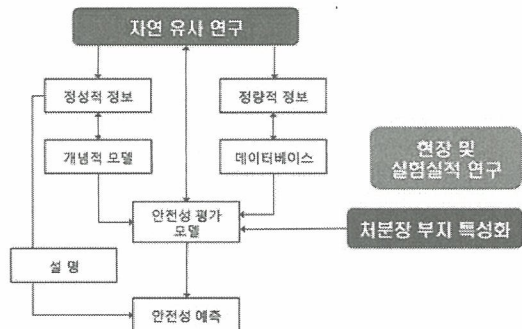 자연 유사 연구
정성적 정보
정량적 정보
개념적 모델
데이터베이스
현장 및
실험실적 연구
안전성 평가
모델
처분장 부지 특성화
설 명
안전성 예측